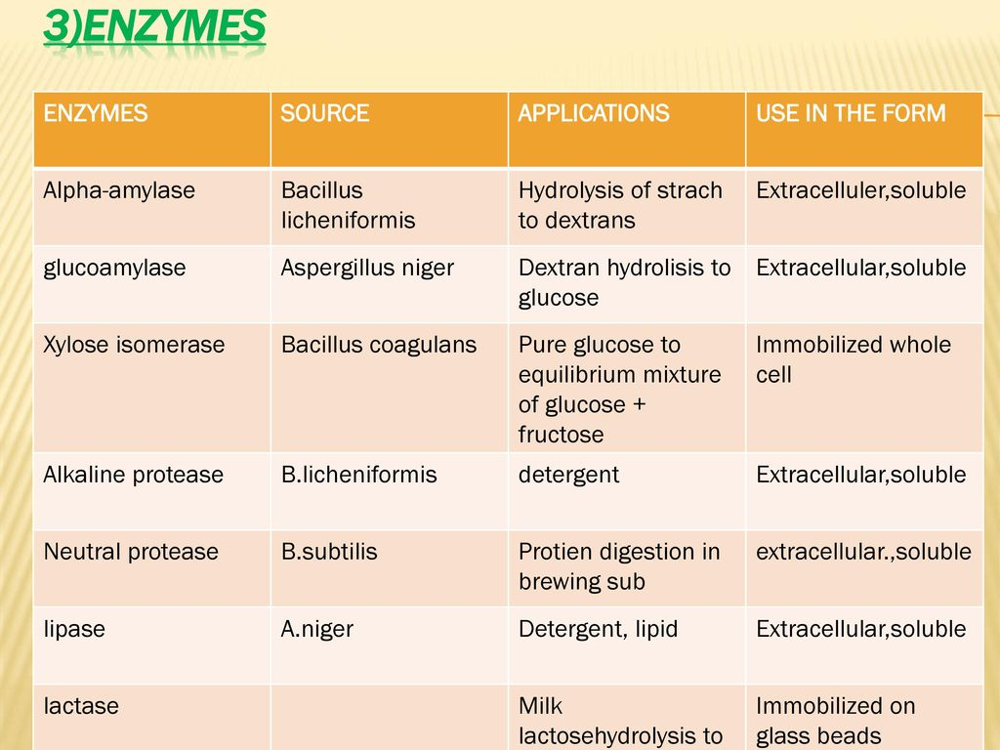 3)ENZYMES
ENZYMES SOURCE APPLICATIONS USE IN THE FORM
Alpha-amylase Bacillus licheniformis Hydrolysis of strach to dextrans Extracelluler,soluble
glucoamylase Aspergillus niger Dextran hydrolisis to glucose Extracellular,soluble
Xylose isomerase Bacillus coagulans Pure glucose to equilibrium mixture of glucose + fructose Immobilized whole cell
Alkaline protease B.licheniformis detergent Extracellular,soluble
Neutral protease B.subtilis Protien digestion in brewing sub extracellular.,soluble
lipase A.niger Detergent, lipid Extracellular,soluble
lactase Milk lactosehydrolysis to Immobilized on glass beads